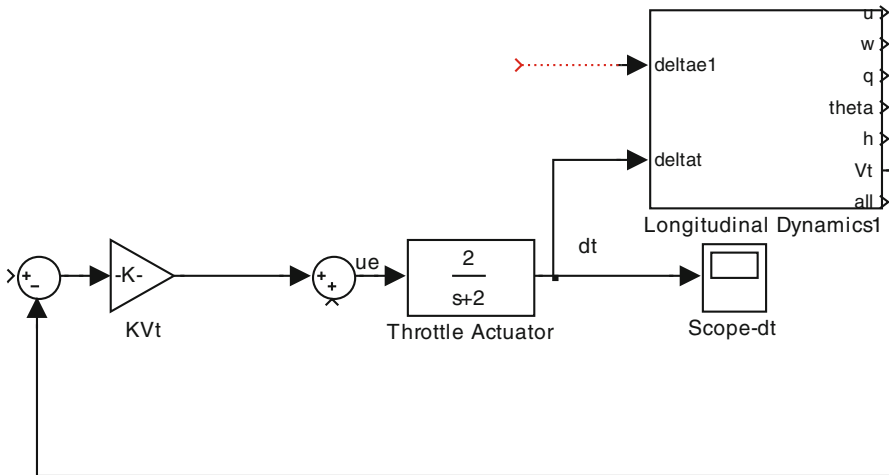 u
w
deltae1
q
theta
h
deltat
Vt
all
Longitudinal Dynamics1
dt
+
−
-K-
+
+
ue
2
s+2
KVt
Throttle Actuator
Scope-dt